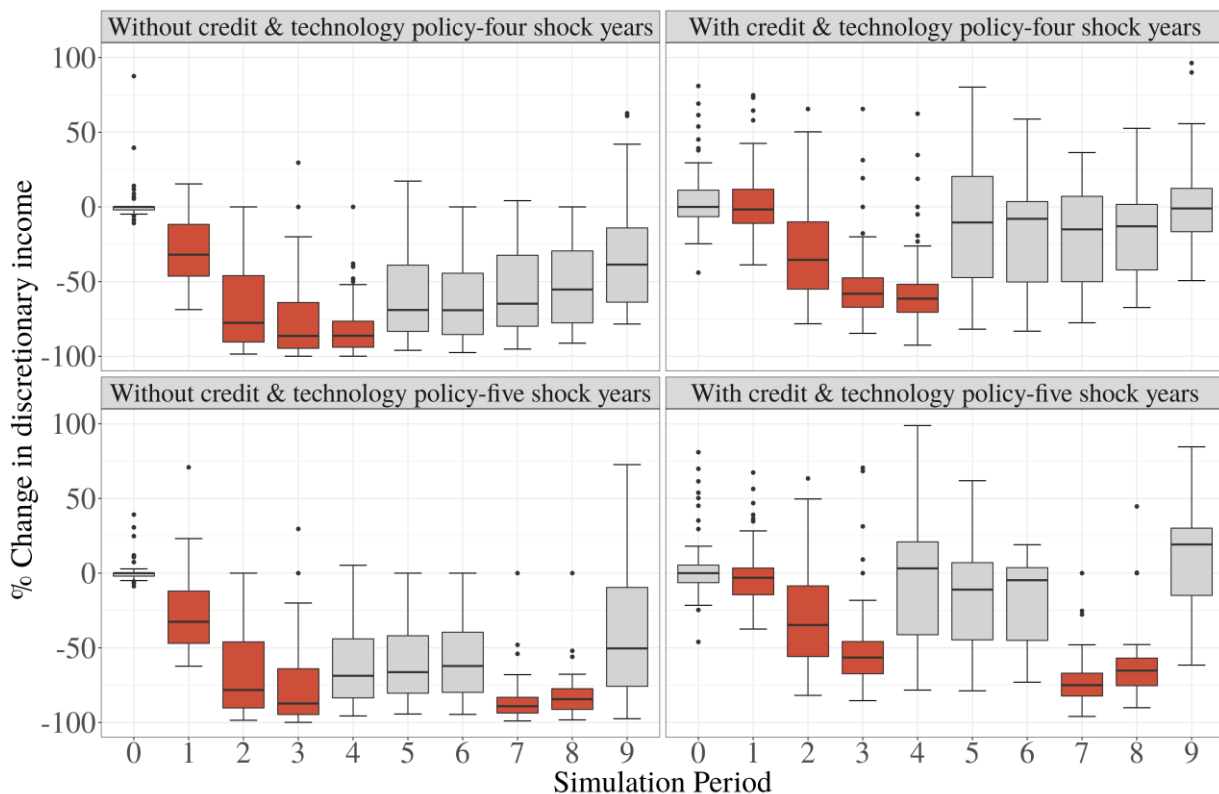 Without credit & technology policy-four shock years
With credit & technology policy-four shock years
100
50
0
-50
-100
Without credit & technology policy-five shock years
With credit & technology policy-five shock years
100
50
0
-50
-100
% Change in discretionary income
0 1 2 3 4 5 6 7 8 9
0 1 2 3 4 5 6 7 8 9
Simulation Period